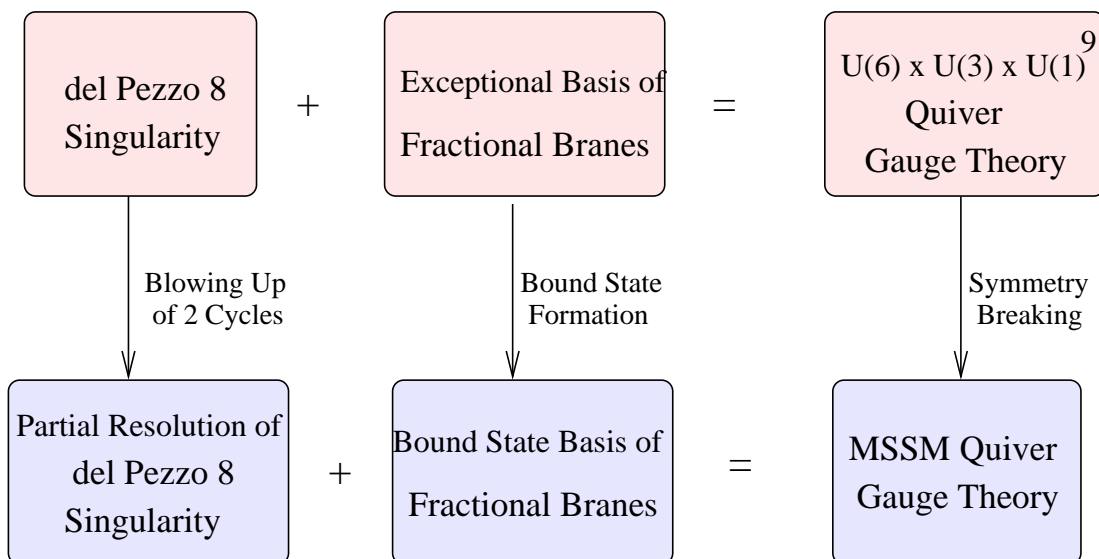 del Pezzo 8
Singularity
+
Exceptional Basis of
Fractional Branes
=
U(6) x U(3) x U(1)^9
Quiver
Gauge Theory
Blowing Up
of 2 Cycles
Bound State
Formation
Symmetry
Breaking
Partial Resolution of
del Pezzo 8
Singularity
+
Bound State Basis of
Fractional Branes
=
MSSM Quiver
Gauge Theory